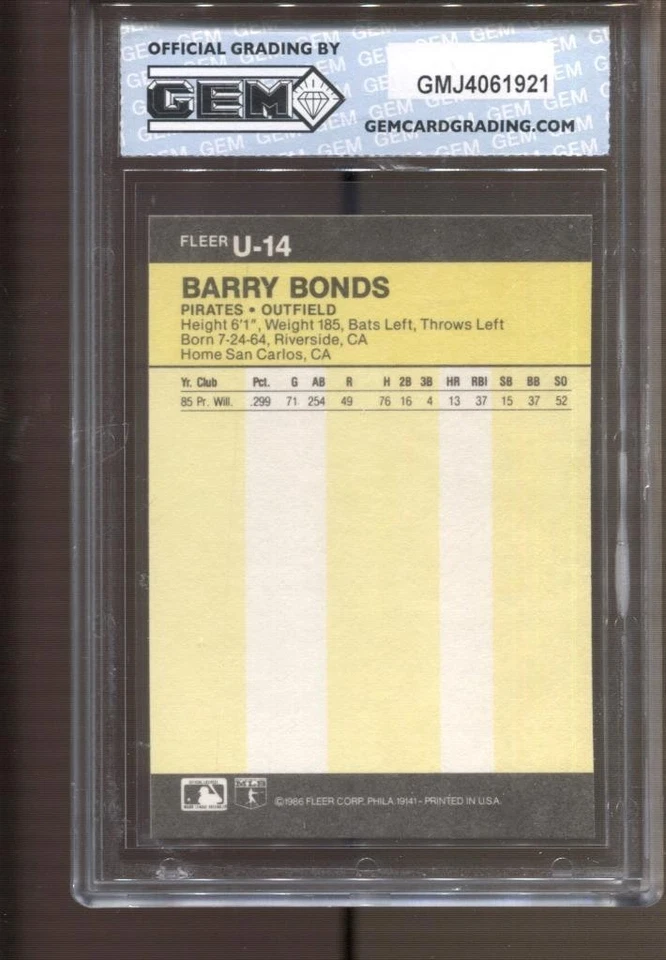 OFFICIAL GRADING BY
GEM
GMJ4061921
GEMCARDGRADING.COM
FLEER U-14
BARRY BONDS
PIRATES • OUTFIELD
Height 6'1", Weight 185, Bats Left, Throws Left
Born 7-24-64, Riverside, CA
Home San Carlos, CA
Yr. Club Pct. G AB R H 2B 3B HR RBI SB BB SO
85 Pr. Will. .299 71 254 49 76 16 4 13 37 15 37 52
©1986 FLEER CORP. PHILA. 19141 - PRINTED IN U.S.A.